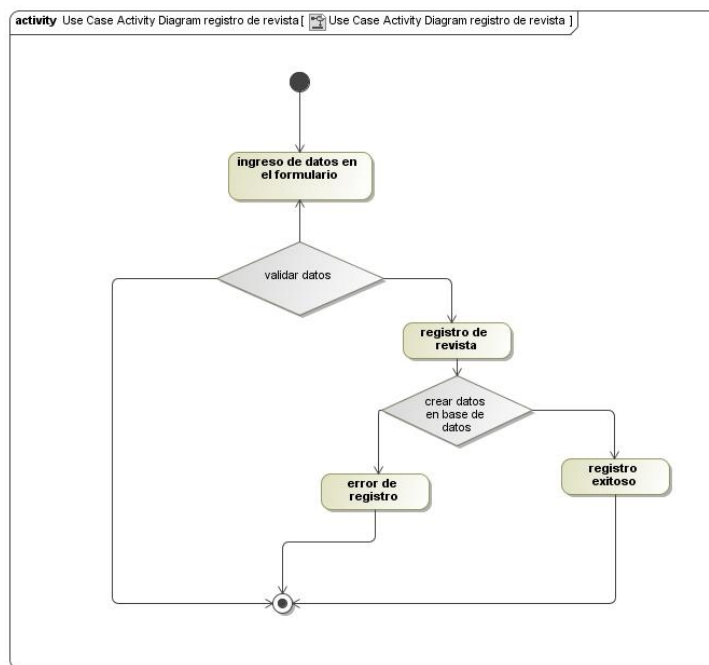 activity Use Case Activity Diagram registro de revista [ Use Case Activity Diagram registro de revista ]
ingreso de datos en
el formulario
validar datos
registro de
revista
crear datos
en base de
datos
error de
registro
registro
exitoso